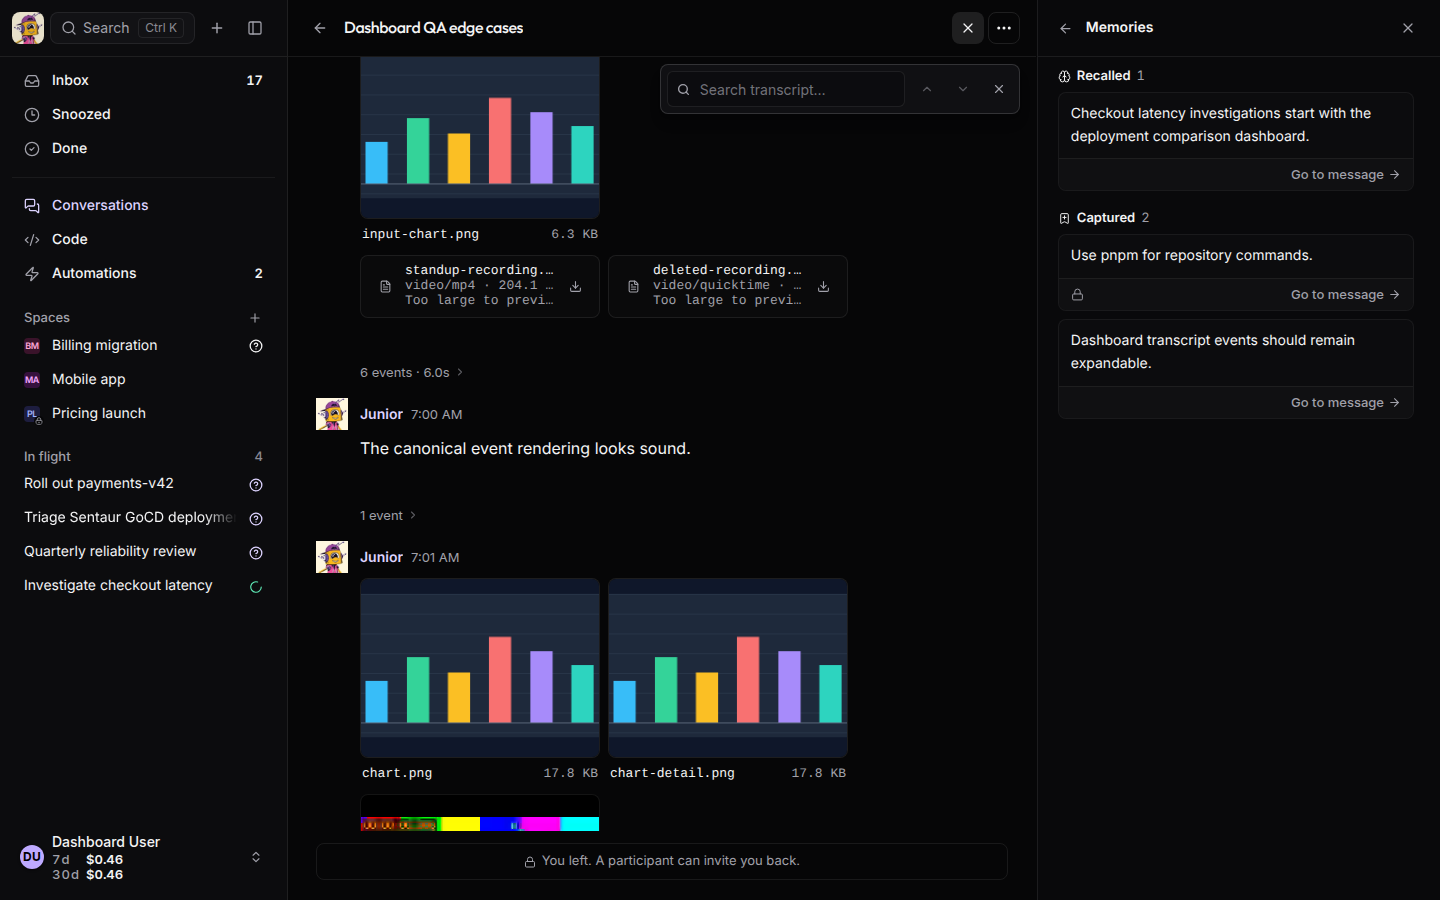 Search Ctrl K
Inbox 17
Snoozed
Done
Conversations
Code
Automations 2
Spaces
BM Billing migration
MA Mobile app
PL Pricing launch
In flight 4
Roll out payments-v42
Triage Sentaur GoCD deployme
Quarterly reliability review
Investigate checkout latency
DU Dashboard User
7d $0.46
30d $0.46
Dashboard QA edge cases
Search transcript...
input-chart.png 6.3 KB
standup-recording.…
video/mp4 · 204.1 …
Too large to previ…
deleted-recording.…
video/quicktime · …
Too large to previ…
6 events · 6.0s
Junior 7:00 AM
The canonical event rendering looks sound.
1 event
Junior 7:01 AM
chart.png 17.8 KB
chart-detail.png 17.8 KB
You left. A participant can invite you back.
Memories
Recalled 1
Checkout latency investigations start with the
deployment comparison dashboard.
Go to message
Captured 2
Use pnpm for repository commands.
Go to message
Dashboard transcript events should remain
expandable.
Go to message